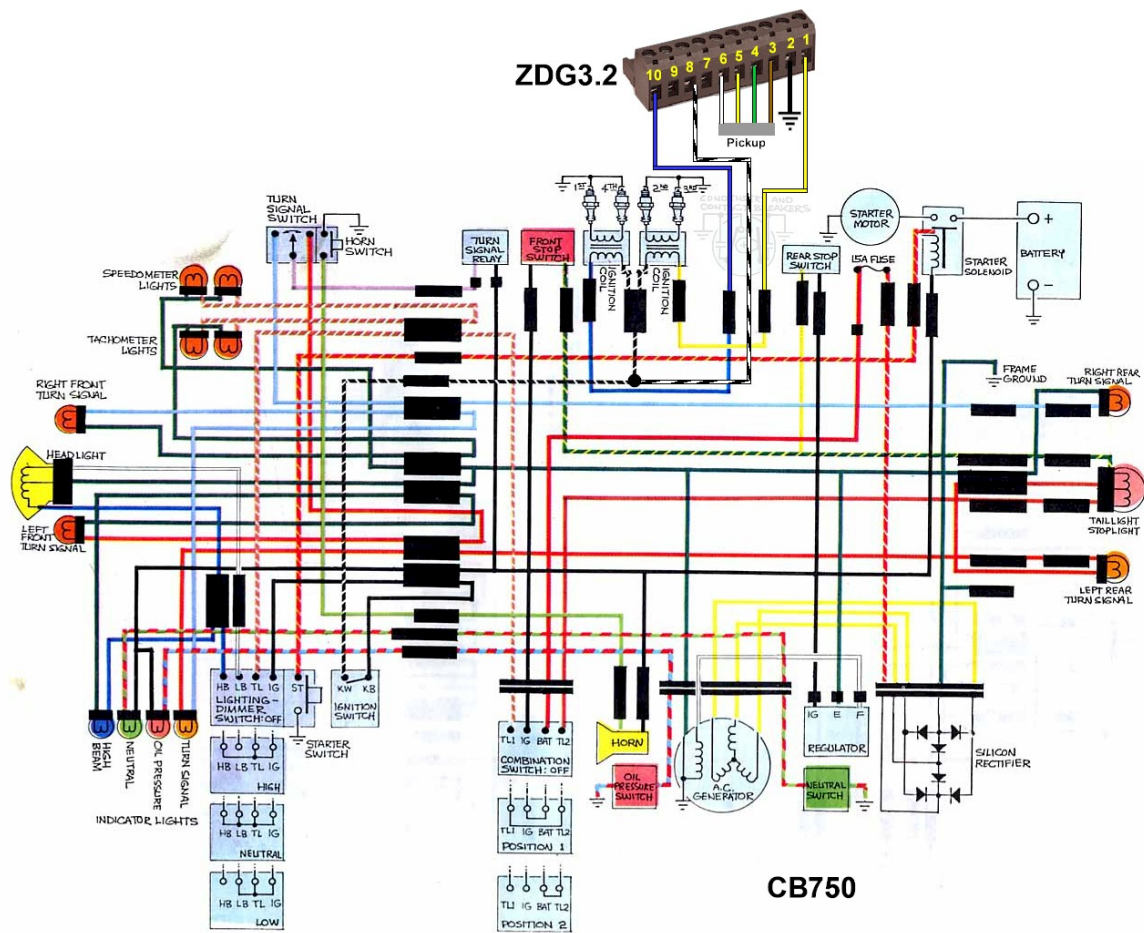 ZDG3.2
10 9 8 7 6 5 4 3 2 1
Pickup
1ST 4TH 2ND 3RD
CONDENSERS AND
CONTACT BREAKERS
TURN
SIGNAL
SWITCH
HORN
SWITCH
TURN
SIGNAL
RELAY
FRONT
STOP
SWITCH
IGNITION
COIL
IGNITION
COIL
REAR STOP
SWITCH
15A FUSE
STARTER
MOTOR
STARTER
SOLENOID
+
BATTERY
−
SPEEDOMETER
LIGHTS
TACHOMETER
LIGHTS
RIGHT FRONT
TURN SIGNAL
HEADLIGHT
LEFT
FRONT
TURN SIGNAL
FRAME
GROUND
RIGHT REAR
TURN SIGNAL
TAILLIGHT
STOPLIGHT
LEFT REAR
TURN SIGNAL
HIGH
BEAM
NEUTRAL
OIL PRESSURE
TURN SIGNAL
INDICATOR LIGHTS
HB LB TL IG ST
LIGHTING-
DIMMER
SWITCH: OFF
STARTER
SWITCH
HB LB TL IG
HIGH
HB LB TL IG
NEUTRAL
HB LB TL IG
LOW
KW KB
IGNITION
SWITCH
TL1 IG BAT TL2
COMBINATION
SWITCH: OFF
TL1 IG BAT TL2
POSITION 1
TL1 IG BAT TL2
POSITION 2
HORN
OIL
PRESSURE
SWITCH
A.C.
GENERATOR
NEUTRAL
SWITCH
IG E F
REGULATOR
SILICON
RECTIFIER
CB750